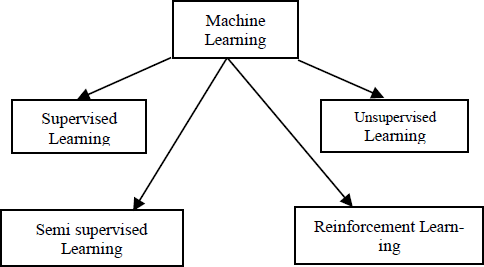 Machine
Learning
Supervised
Learning
Unsupervised
Learning
Semi supervised
Learning
Reinforcement Learn-
ing